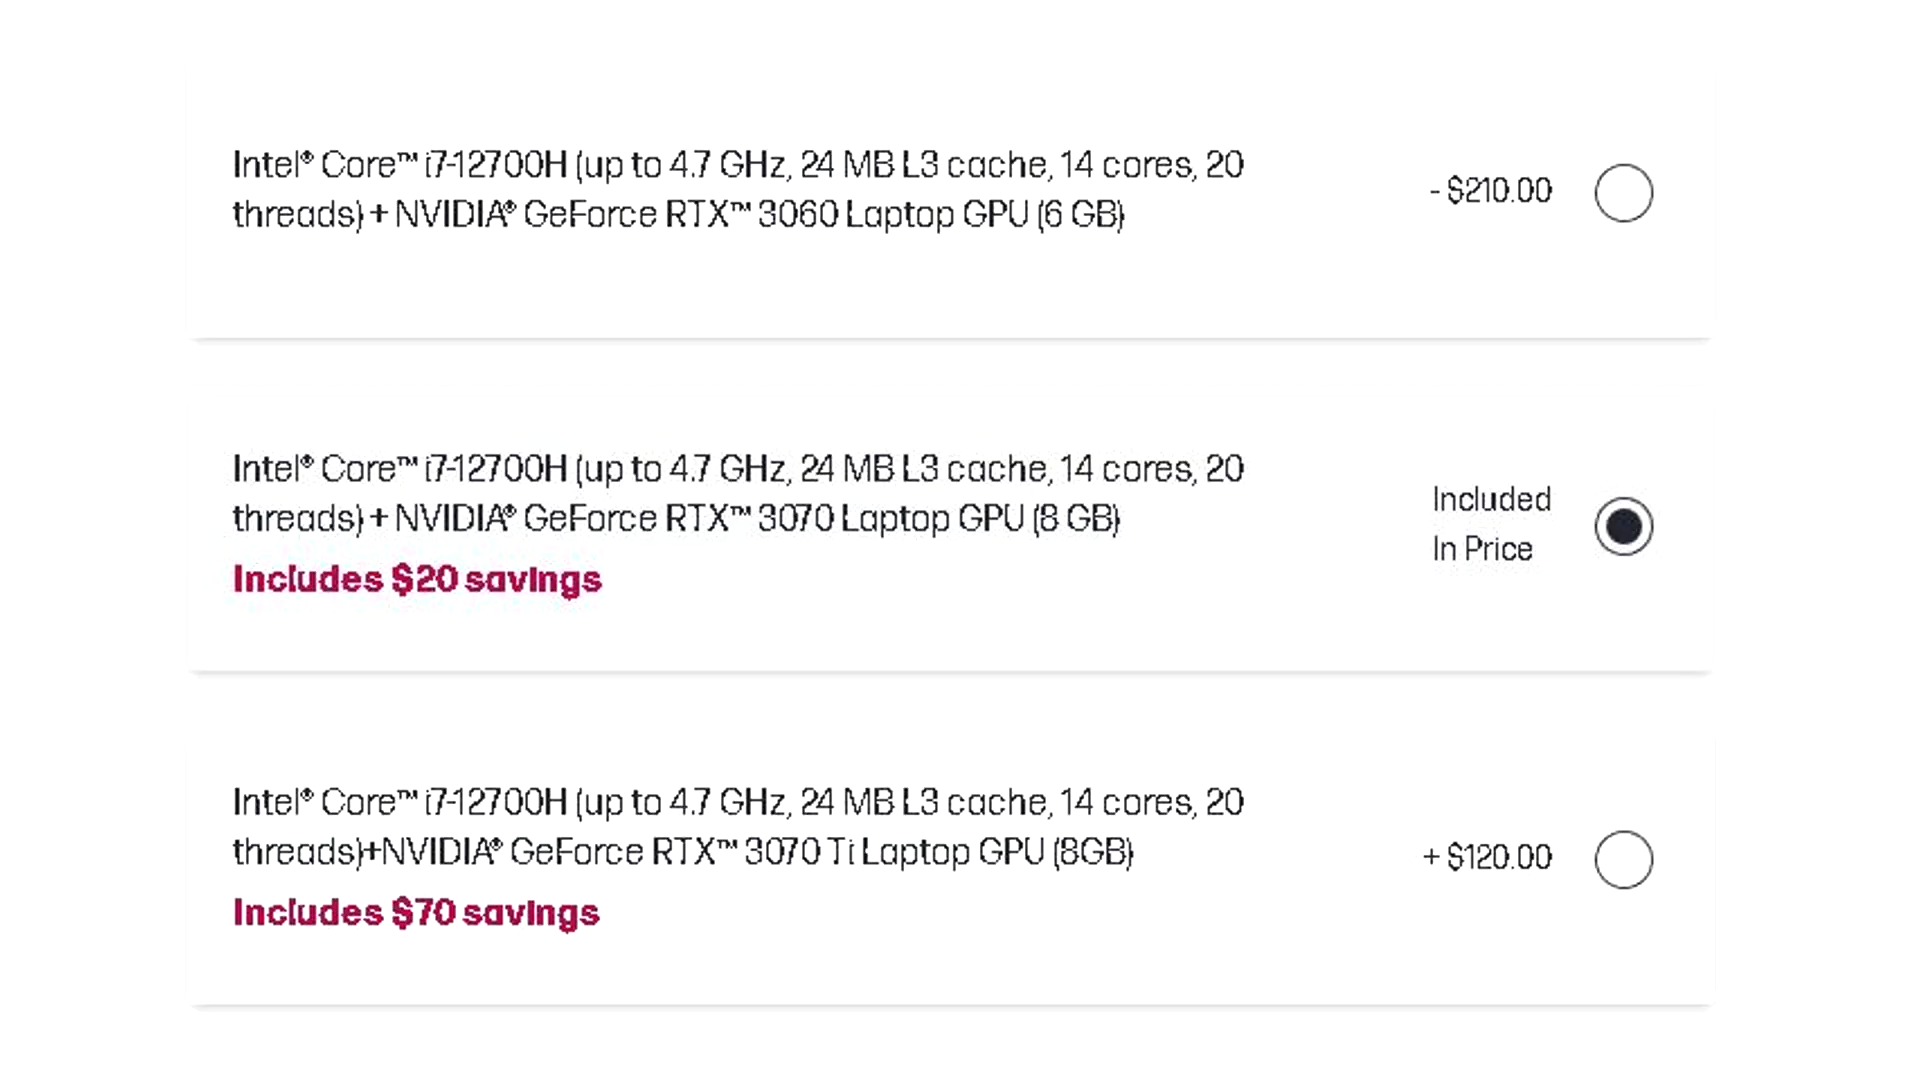 Intel® Core™ i7-12700H (up to 4.7 GHz, 24 MB L3 cache, 14 cores, 20
threads) + NVIDIA® GeForce RTX™ 3060 Laptop GPU (6 GB)
- $210.00
Intel® Core™ i7-12700H (up to 4.7 GHz, 24 MB L3 cache, 14 cores, 20
threads) + NVIDIA® GeForce RTX™ 3070 Laptop GPU (8 GB)
Includes $20 savings
Included
In Price
Intel® Core™ i7-12700H (up to 4.7 GHz, 24 MB L3 cache, 14 cores, 20
threads)+NVIDIA® GeForce RTX™ 3070 Ti Laptop GPU (8GB)
Includes $70 savings
+ $120.00